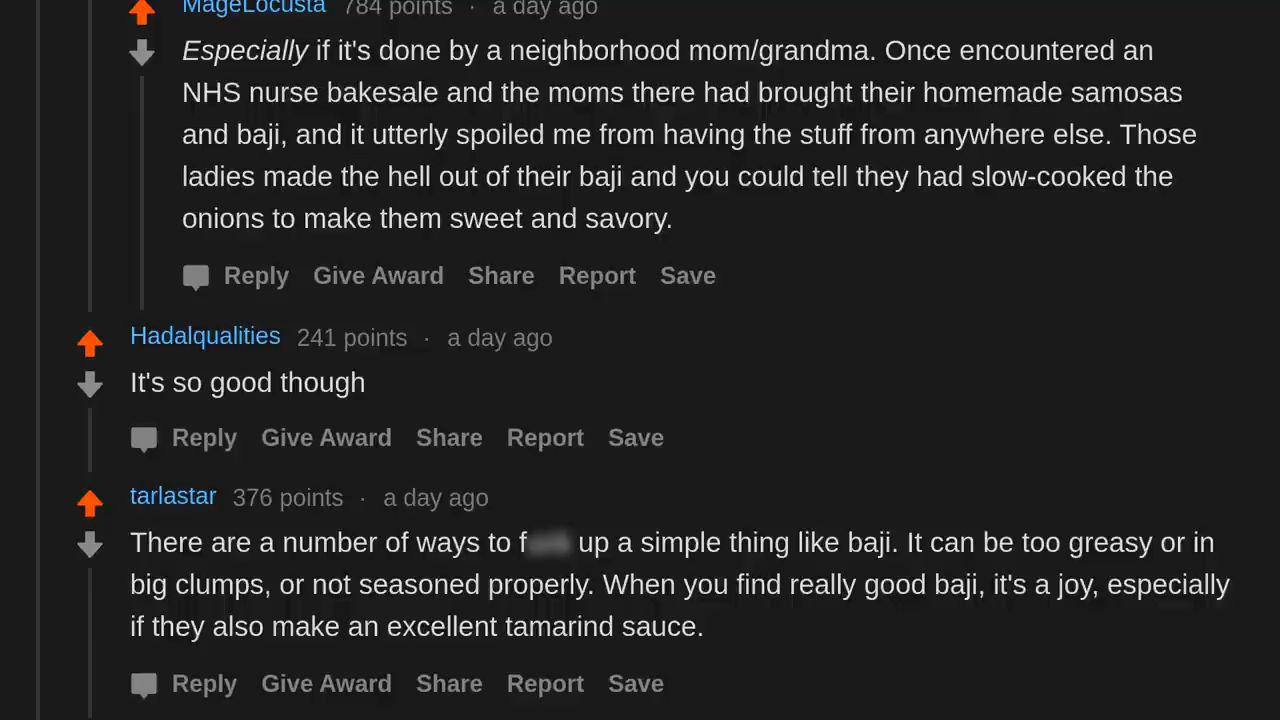 MageLocusta 784 points · a day ago
Especially if it's done by a neighborhood mom/grandma. Once encountered an
NHS nurse bakesale and the moms there had brought their homemade samosas
and baji, and it utterly spoiled me from having the stuff from anywhere else. Those
ladies made the hell out of their baji and you could tell they had slow-cooked the
onions to make them sweet and savory.
Reply Give Award Share Report Save
Hadalqualities 241 points · a day ago
It's so good though
Reply Give Award Share Report Save
tarlastar 376 points · a day ago
There are a number of ways to f up a simple thing like baji. It can be too greasy or in
big clumps, or not seasoned properly. When you find really good baji, it's a joy, especially
if they also make an excellent tamarind sauce.
Reply Give Award Share Report Save